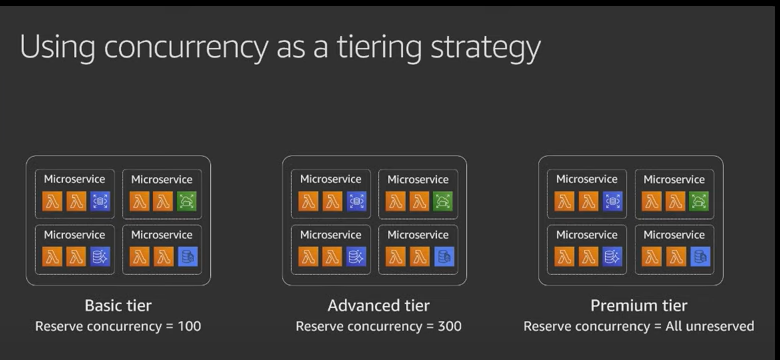 Using concurrency as a tiering strategy
Microservice
Microservice
Microservice
Microservice
Basic tier
Reserve concurrency = 100
Microservice
Microservice
Microservice
Microservice
Advanced tier
Reserve concurrency = 300
Microservice
Microservice
Microservice
Microservice
Premium tier
Reserve concurrency = All unreserved